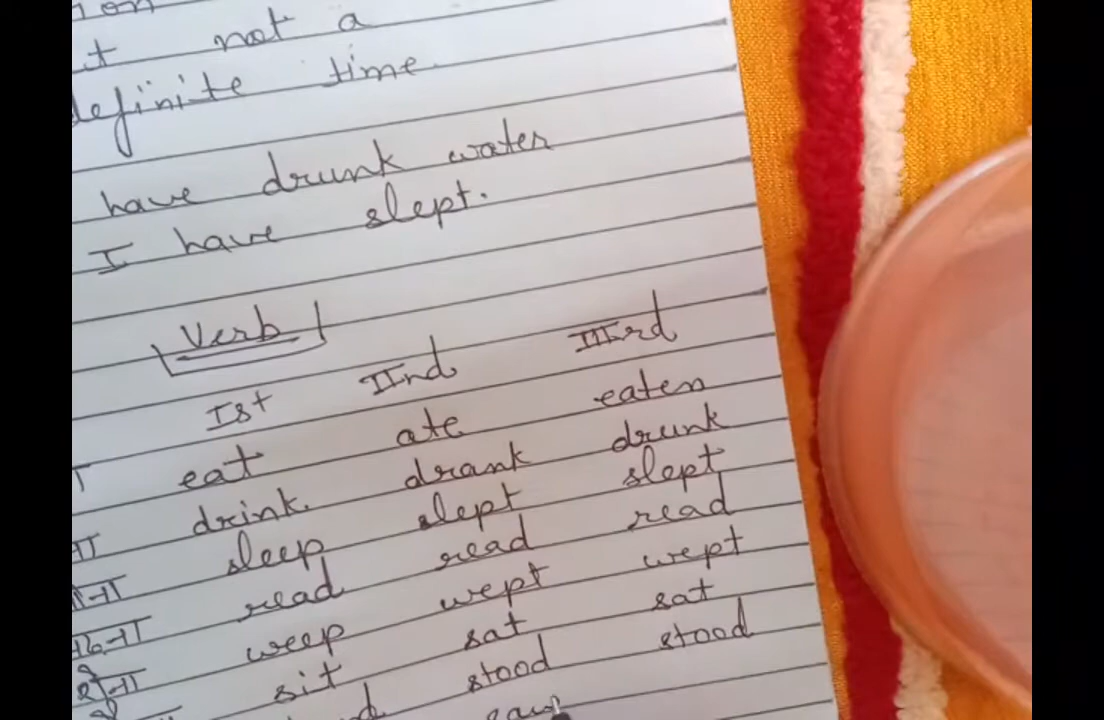 t not a
definite time
have drunk water
I have slept.
Verb
Ist IInd IIIrd
eat ate eaten
drink. drank drunk
sleep slept slept
read read read
weep wept wept
sit sat sat
stood stood